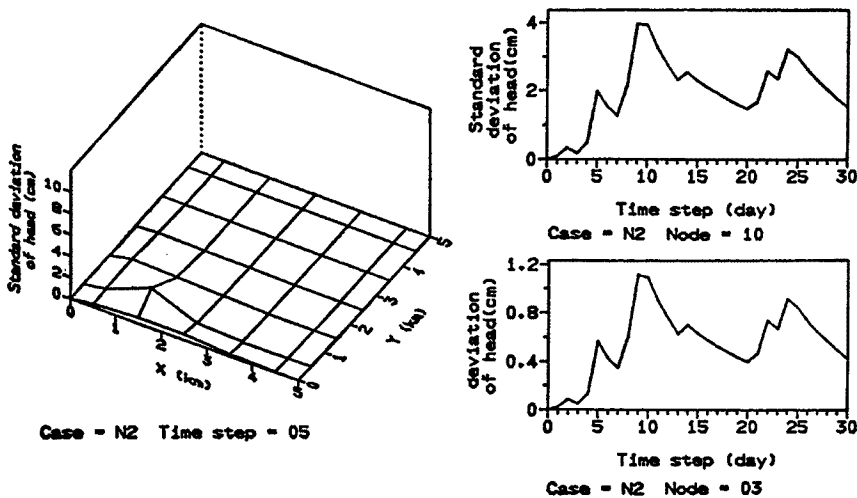 Standard deviation
of head (cm)
10
8
6
4
2
0
0
1
2
3
4
5
X (km)
0
1
2
3
4
5
Y (km)
Case = N2 Time step = 05
Standard
deviation
of head(cm)
4
2
0
0 5 10 15 20 25 30
Time step (day)
Case = N2 Node = 10
deviation
of head(cm)
1.2
0.8
0.4
0
0 5 10 15 20 25 30
Time step (day)
Case = N2 Node = 03